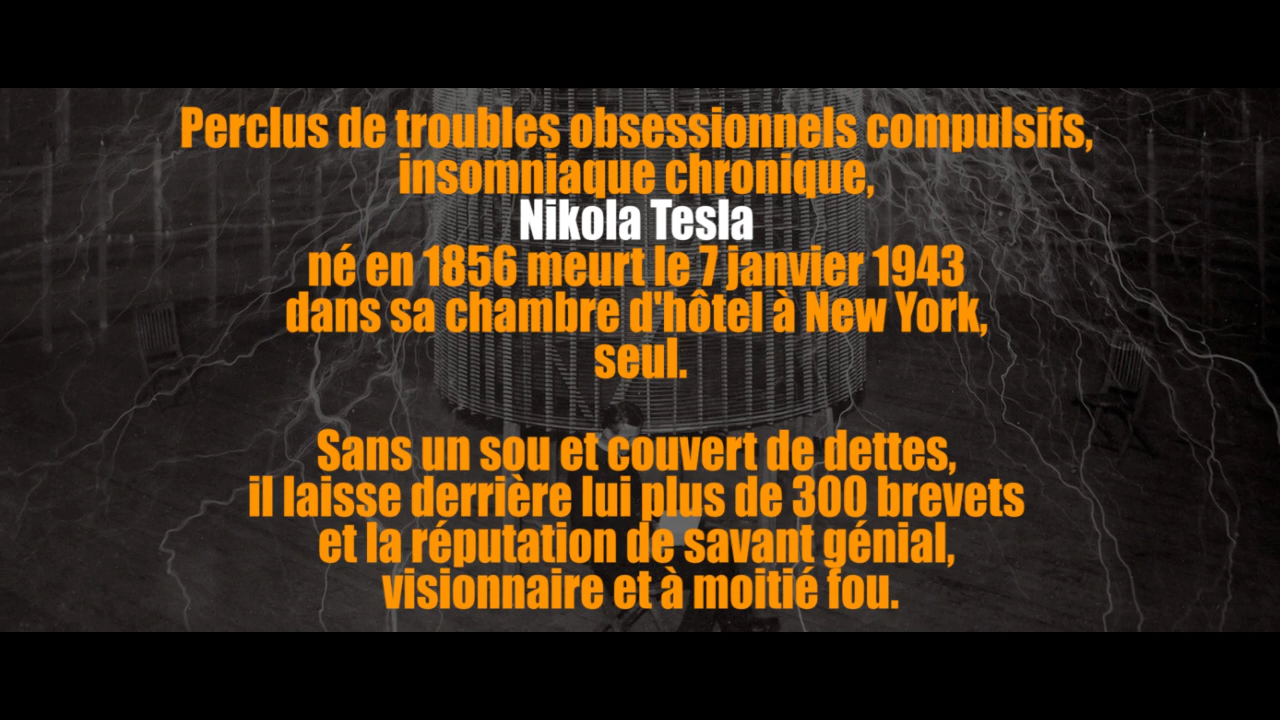 Perclus de troubles obsessionnels compulsifs,
insomniaque chronique,
Nikola Tesla
né en 1856 meurt le 7 janvier 1943
dans sa chambre d'hôtel à New York,
seul.
Sans un sou et couvert de dettes,
il laisse derrière lui plus de 300 brevets
et la réputation de savant génial,
visionnaire et à moitié fou.